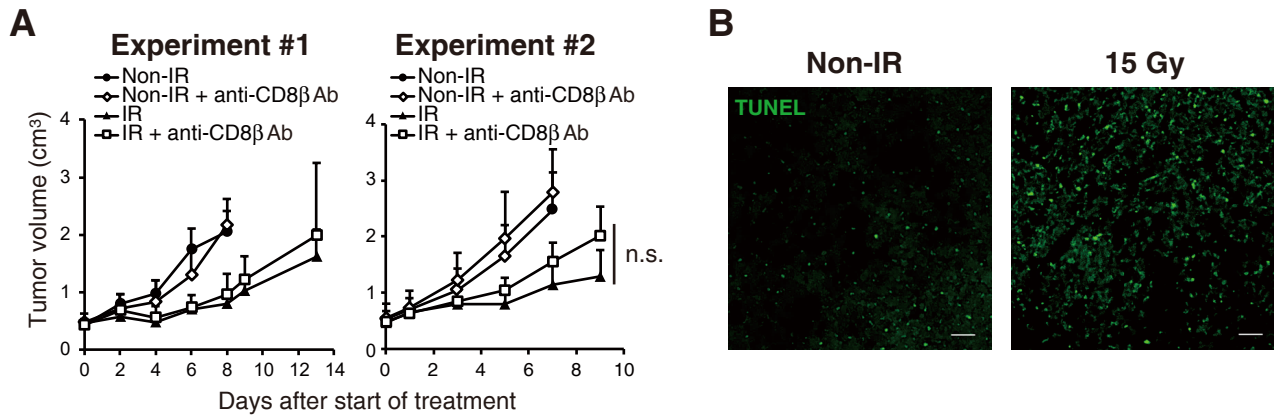 A
Experiment #1
Non-IR
Non-IR + anti-CD8β Ab
IR
IR + anti-CD8β Ab
Tumor volume (cm³)
4
3
2
1
0
0 2 4 6 8 10 12 14
Experiment #2
Non-IR
Non-IR + anti-CD8β Ab
IR
IR + anti-CD8β Ab
4
3
2
1
0
0 2 4 6 8 10
n.s.
Days after start of treatment
B
Non-IR
TUNEL
15 Gy